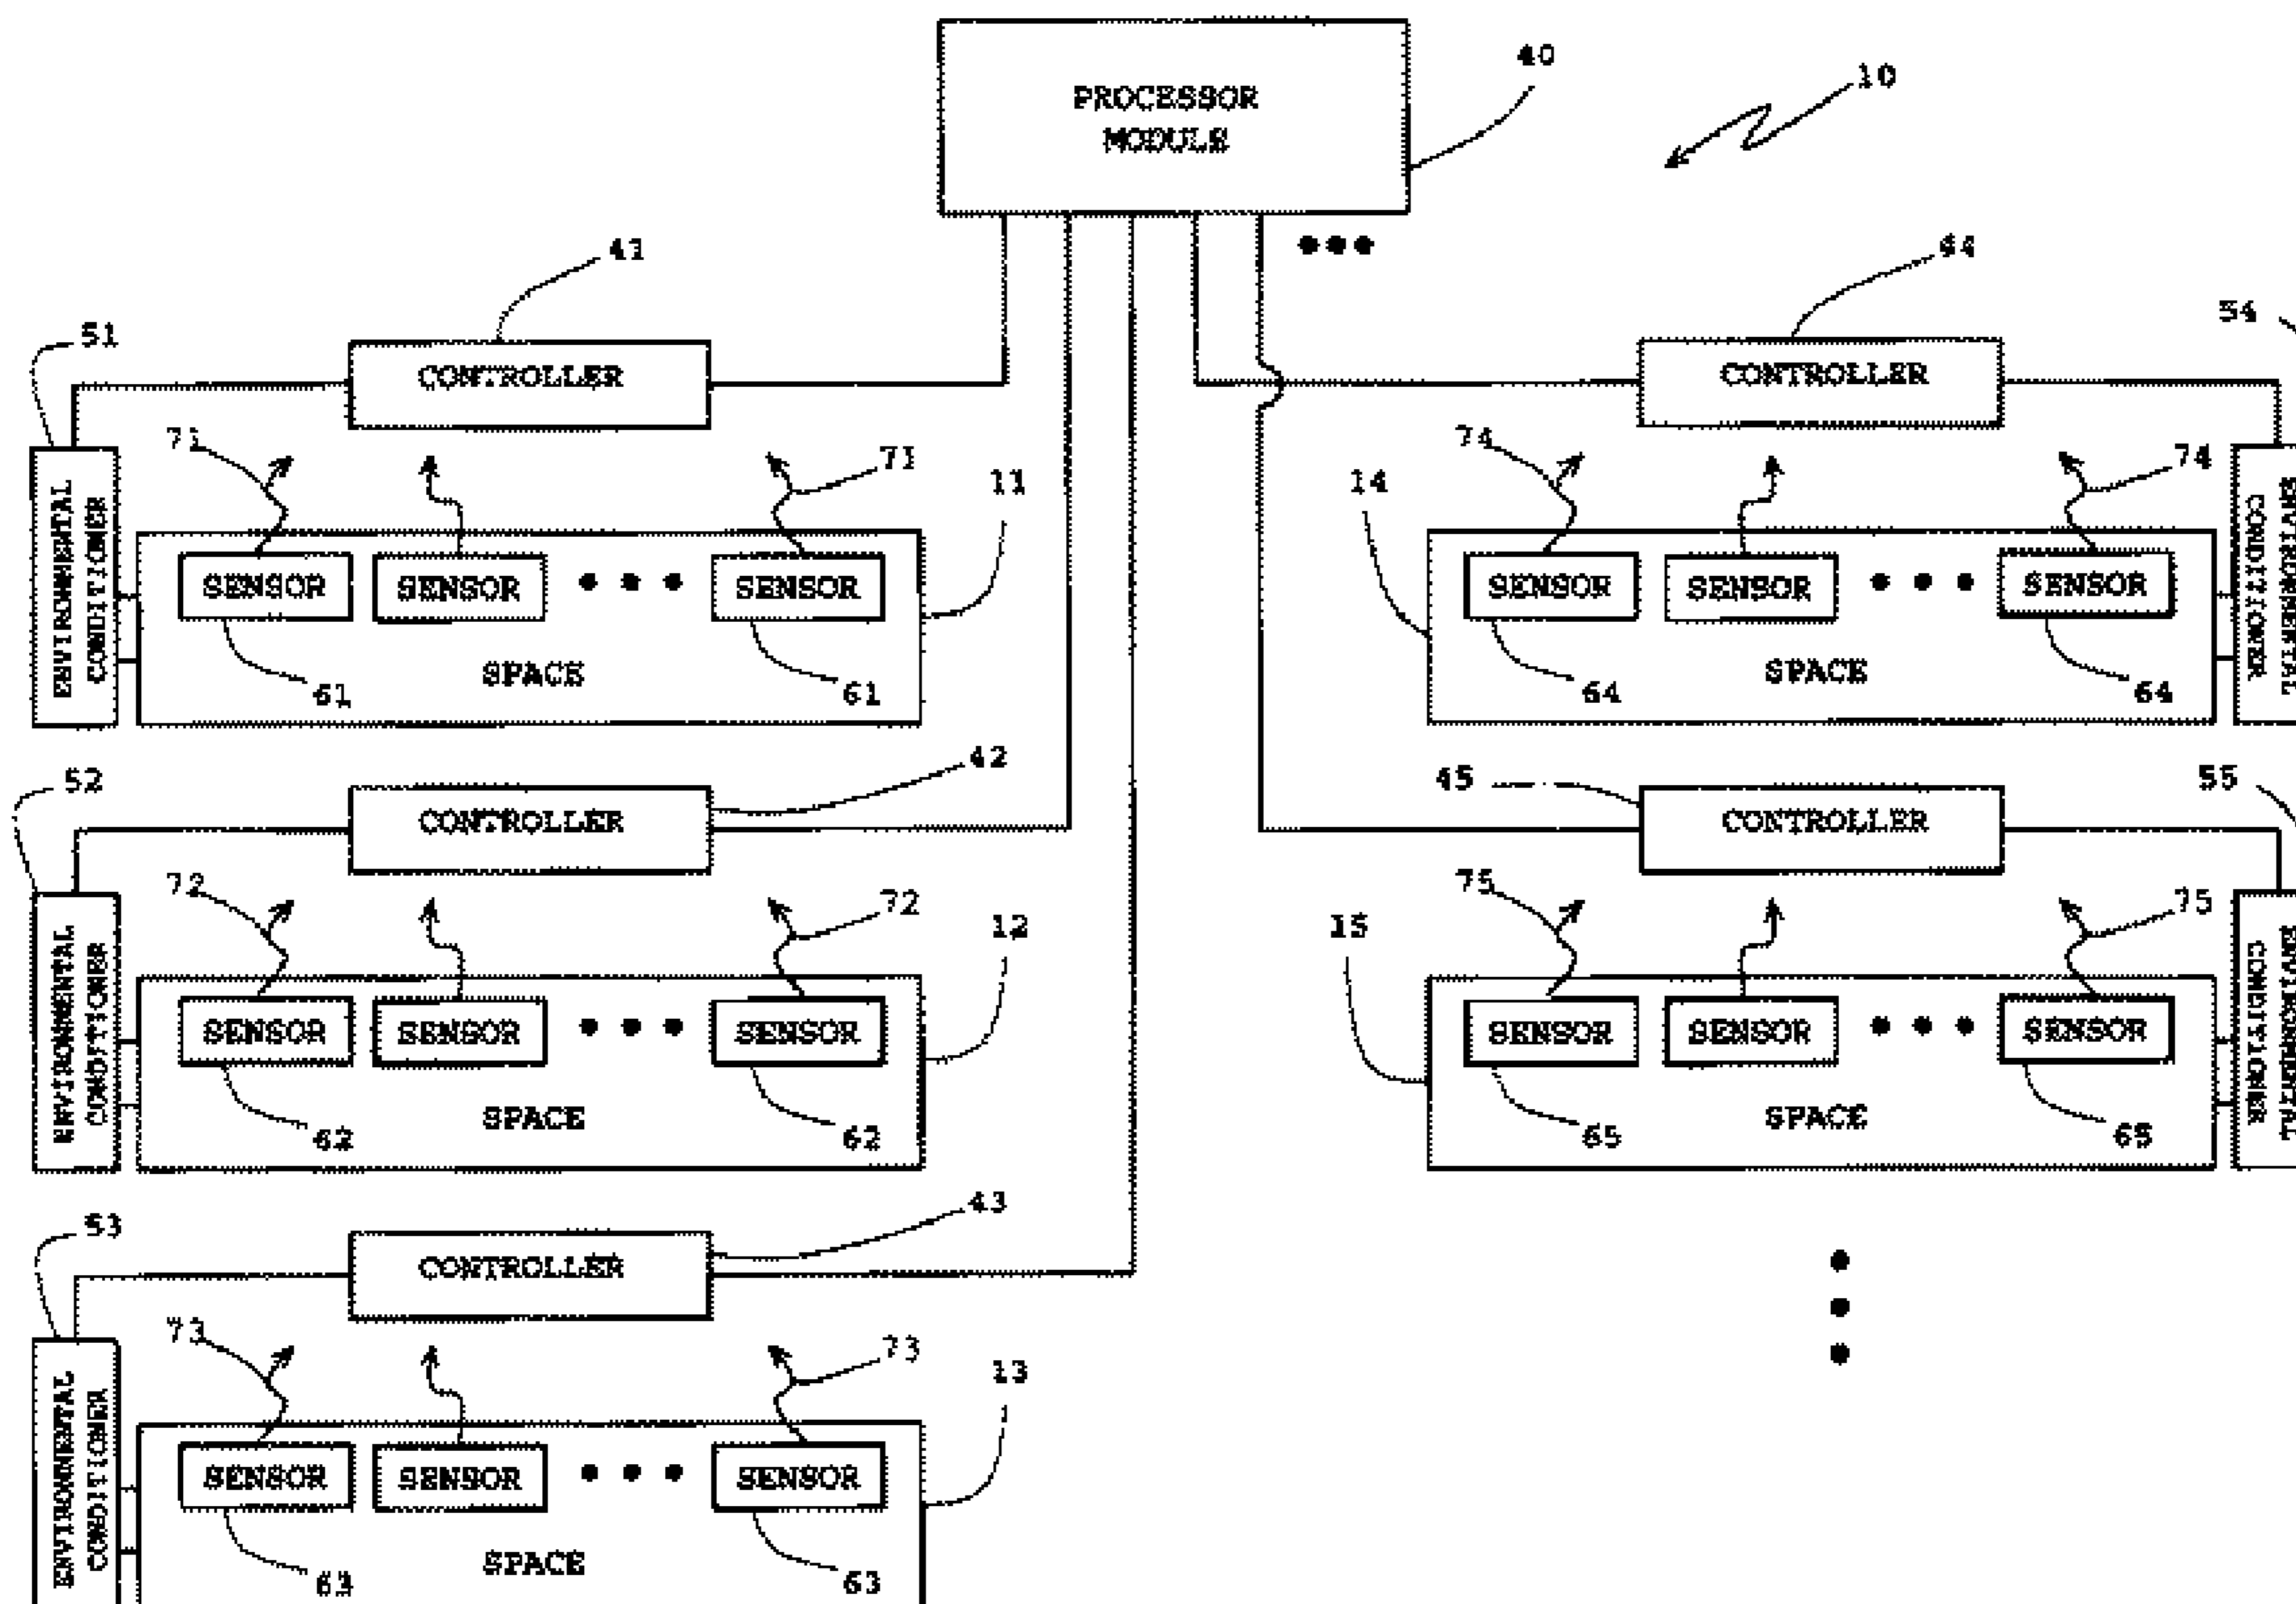 PROCESSOR
MODULE
40
10
41
CONTROLLER
51
ENVIRONMENTAL
CONDITIONER
71
71
11
SENSOR
SENSOR
SENSOR
61
SPACE
61
44
CONTROLLER
54
ENVIRONMENTAL
CONDITIONER
74
74
14
SENSOR
SENSOR
SENSOR
64
SPACE
64
42
CONTROLLER
52
ENVIRONMENTAL
CONDITIONER
72
72
12
SENSOR
SENSOR
SENSOR
62
SPACE
62
45
CONTROLLER
55
ENVIRONMENTAL
CONDITIONER
75
75
15
SENSOR
SENSOR
SENSOR
65
SPACE
65
43
CONTROLLER
53
ENVIRONMENTAL
CONDITIONER
73
73
13
SENSOR
SENSOR
SENSOR
63
SPACE
63